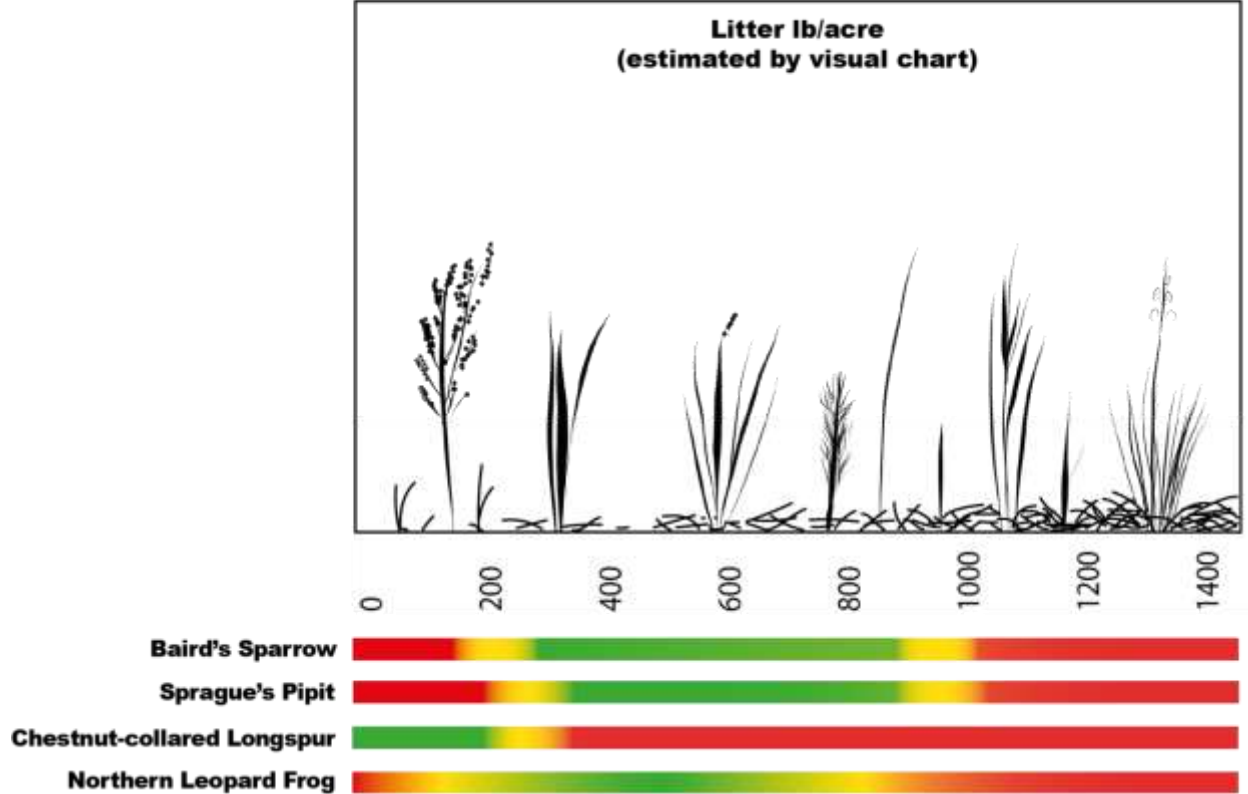 Litter lb/acre
(estimated by visual chart)
0 200 400 600 800 1000 1200 1400
Baird’s Sparrow
Sprague’s Pipit
Chestnut-collared Longspur
Northern Leopard Frog